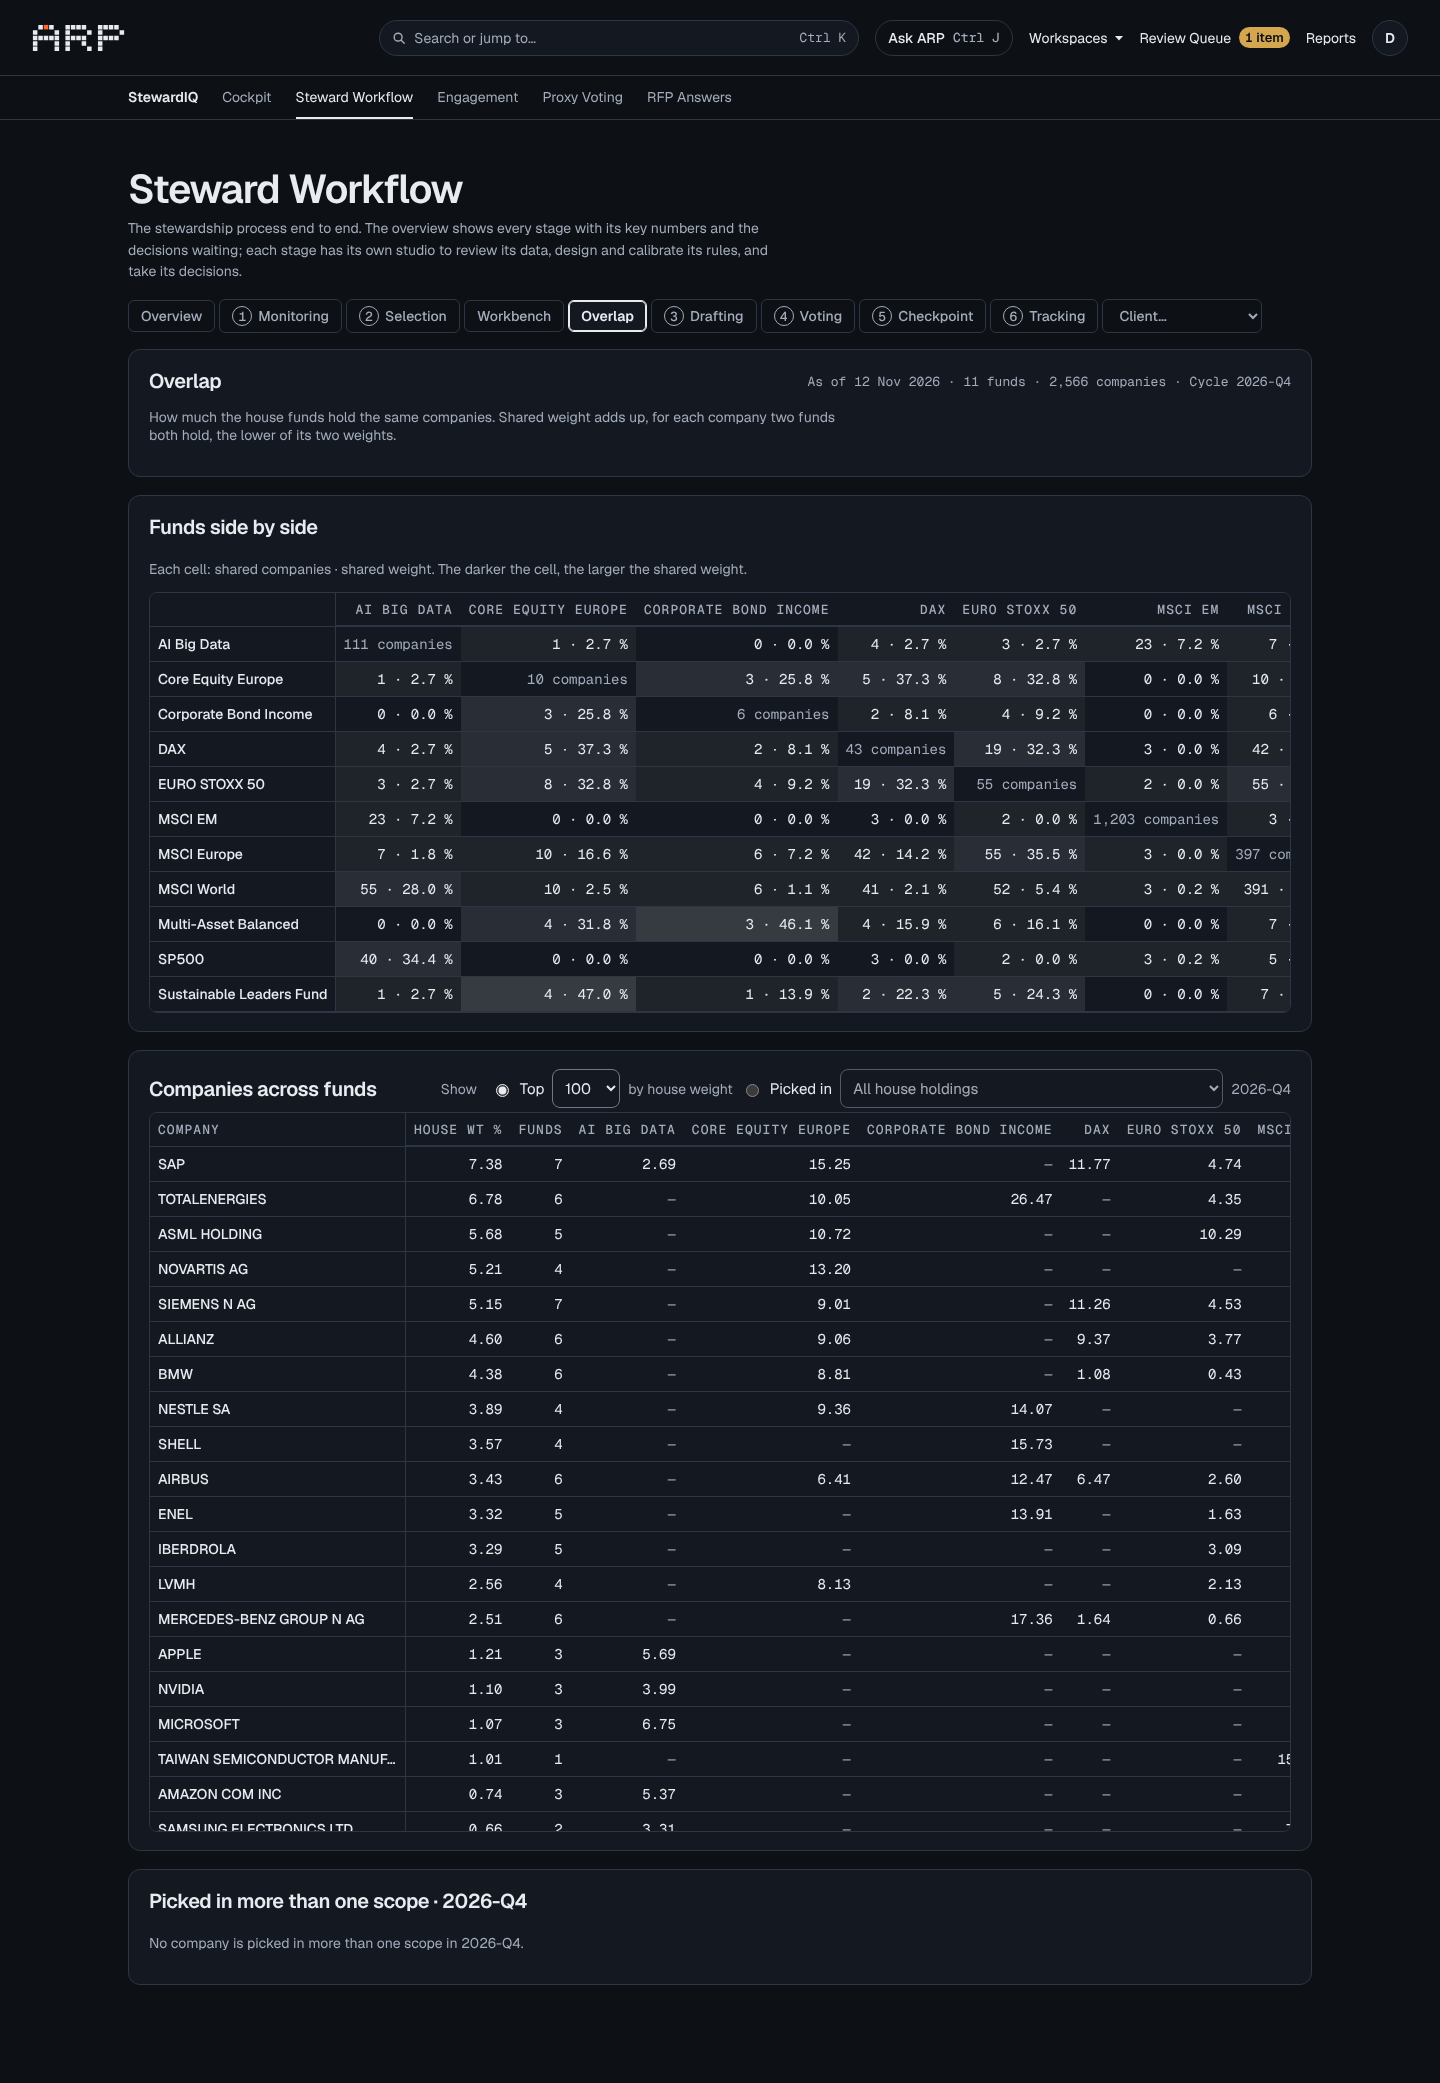 ARP
Search or jump to...
Ctrl K
Ask ARP Ctrl J
Workspaces
Review Queue 1 item
Reports
D
StewardIQ
Cockpit
Steward Workflow
Engagement
Proxy Voting
RFP Answers
Steward Workflow
The stewardship process end to end. The overview shows every stage with its key numbers and the
decisions waiting; each stage has its own studio to review its data, design and calibrate its rules, and
take its decisions.
Overview
1 Monitoring
2 Selection
Workbench
Overlap
3 Drafting
4 Voting
5 Checkpoint
6 Tracking
Client...
Overlap
As of 12 Nov 2026 · 11 funds · 2,566 companies · Cycle 2026-Q4
How much the house funds hold the same companies. Shared weight adds up, for each company two funds
both hold, the lower of its two weights.
Funds side by side
Each cell: shared companies · shared weight. The darker the cell, the larger the shared weight.
AI BIG DATA CORE EQUITY EUROPE CORPORATE BOND INCOME DAX EURO STOXX 50 MSCI EM MSCI
AI Big Data 111 companies 1 · 2.7 % 0 · 0.0 % 4 · 2.7 % 3 · 2.7 % 23 · 7.2 % 7 ·
Core Equity Europe 1 · 2.7 % 10 companies 3 · 25.8 % 5 · 37.3 % 8 · 32.8 % 0 · 0.0 % 10 ·
Corporate Bond Income 0 · 0.0 % 3 · 25.8 % 6 companies 2 · 8.1 % 4 · 9.2 % 0 · 0.0 % 6 ·
DAX 4 · 2.7 % 5 · 37.3 % 2 · 8.1 % 43 companies 19 · 32.3 % 3 · 0.0 % 42 ·
EURO STOXX 50 3 · 2.7 % 8 · 32.8 % 4 · 9.2 % 19 · 32.3 % 55 companies 2 · 0.0 % 55 ·
MSCI EM 23 · 7.2 % 0 · 0.0 % 0 · 0.0 % 3 · 0.0 % 2 · 0.0 % 1,203 companies 3 ·
MSCI Europe 7 · 1.8 % 10 · 16.6 % 6 · 7.2 % 42 · 14.2 % 55 · 35.5 % 3 · 0.0 % 397 com
MSCI World 55 · 28.0 % 10 · 2.5 % 6 · 1.1 % 41 · 2.1 % 52 · 5.4 % 3 · 0.2 % 391 ·
Multi-Asset Balanced 0 · 0.0 % 4 · 31.8 % 3 · 46.1 % 4 · 15.9 % 6 · 16.1 % 0 · 0.0 % 7 ·
SP500 40 · 34.4 % 0 · 0.0 % 0 · 0.0 % 3 · 0.0 % 2 · 0.0 % 3 · 0.2 % 5 ·
Sustainable Leaders Fund 1 · 2.7 % 4 · 47.0 % 1 · 13.9 % 2 · 22.3 % 5 · 24.3 % 0 · 0.0 % 7 ·
Companies across funds
Show Top 100 by house weight Picked in All house holdings 2026-Q4
COMPANY HOUSE WT % FUNDS AI BIG DATA CORE EQUITY EUROPE CORPORATE BOND INCOME DAX EURO STOXX 50 MSCI
SAP 7.38 7 2.69 15.25 – 11.77 4.74
TOTALENERGIES 6.78 6 – 10.05 26.47 – 4.35
ASML HOLDING 5.68 5 – 10.72 – – 10.29
NOVARTIS AG 5.21 4 – 13.20 – – –
SIEMENS N AG 5.15 7 – 9.01 – 11.26 4.53
ALLIANZ 4.60 6 – 9.06 – 9.37 3.77
BMW 4.38 6 – 8.81 – 1.08 0.43
NESTLE SA 3.89 4 – 9.36 14.07 – –
SHELL 3.57 4 – – 15.73 – –
AIRBUS 3.43 6 – 6.41 12.47 6.47 2.60
ENEL 3.32 5 – – 13.91 – 1.63
IBERDROLA 3.29 5 – – – – 3.09
LVMH 2.56 4 – 8.13 – – 2.13
MERCEDES-BENZ GROUP N AG 2.51 6 – – 17.36 1.64 0.66
APPLE 1.21 3 5.69 – – – –
NVIDIA 1.10 3 3.99 – – – –
MICROSOFT 1.07 3 6.75 – – – –
TAIWAN SEMICONDUCTOR MANUF... 1.01 1 – – – – – 15
AMAZON COM INC 0.74 3 5.37 – – – –
SAMSUNG ELECTRONICS LTD 0.66 2 3.31 – – – –
Picked in more than one scope · 2026-Q4
No company is picked in more than one scope in 2026-Q4.